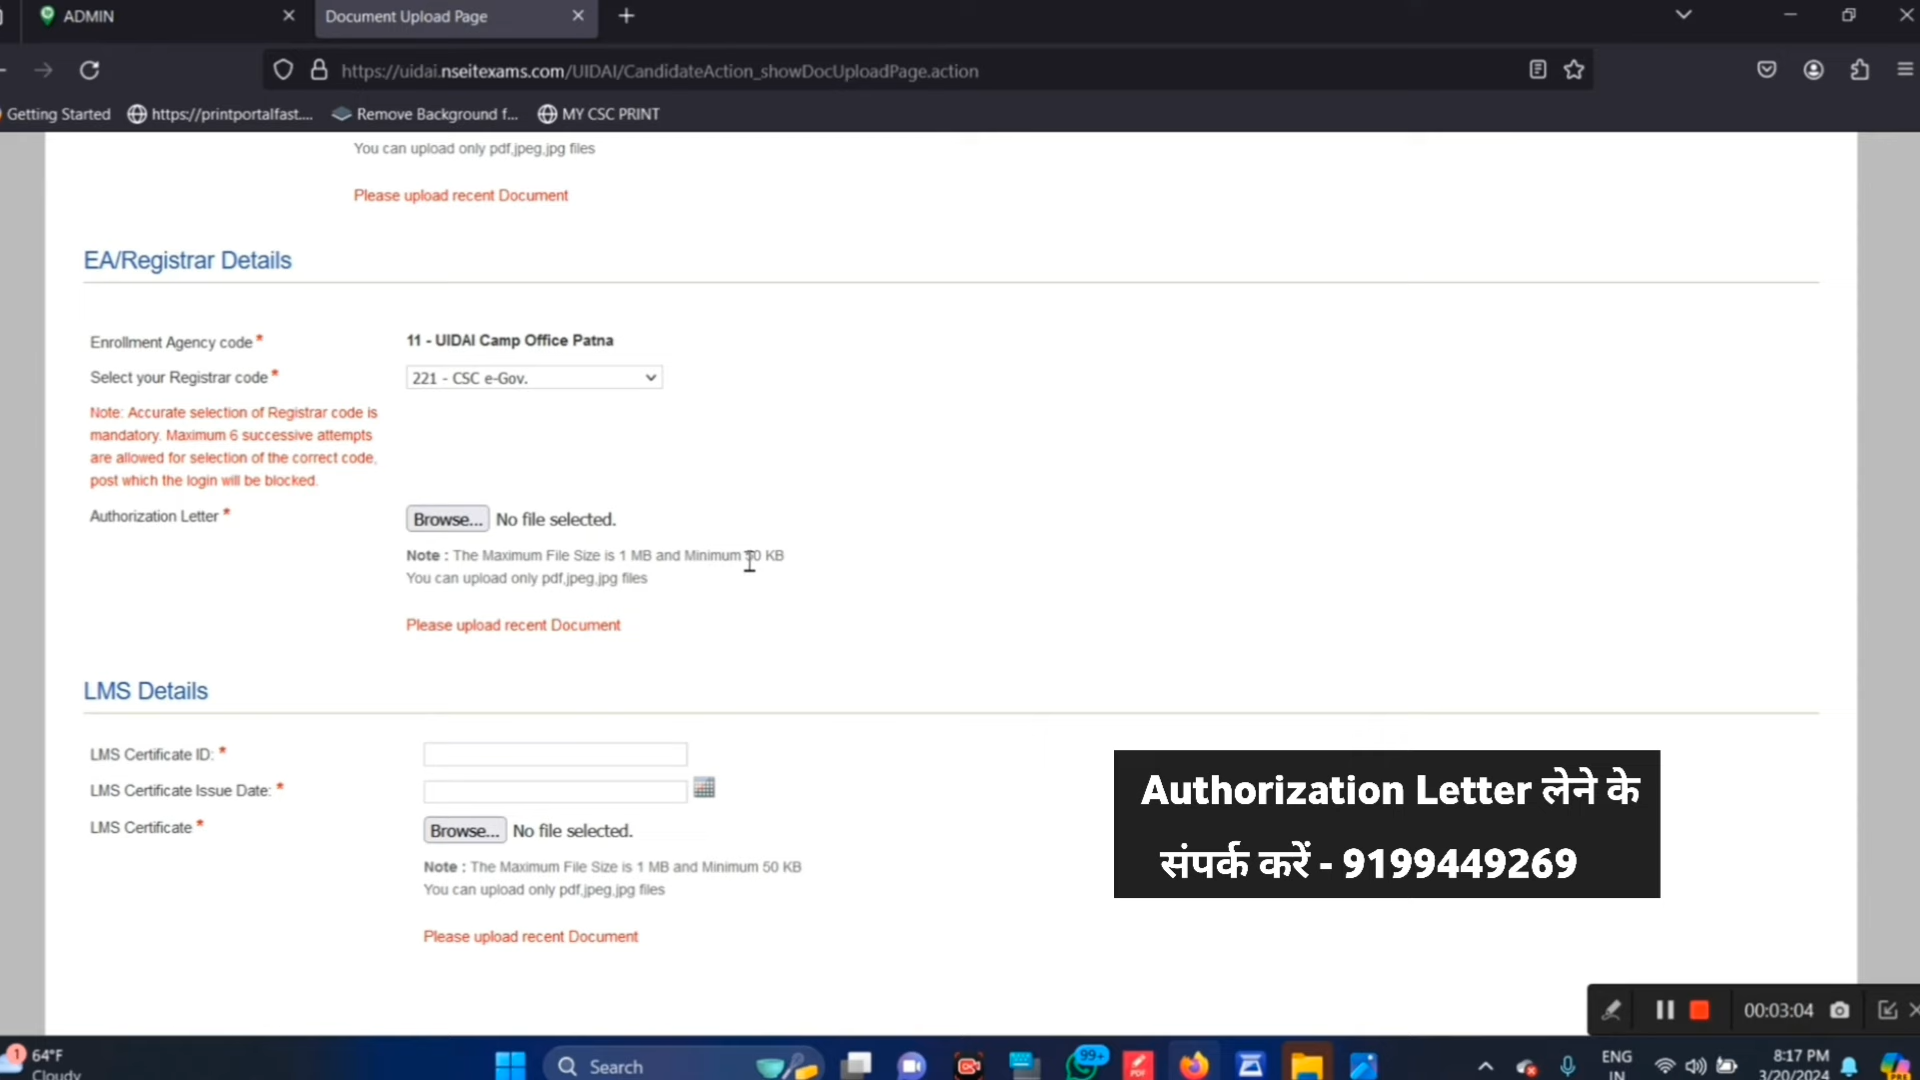 ADMIN
Document Upload Page
https://uidai.nseitexams.com/UIDAI/CandidateAction_showDocUploadPage.action
Getting Started
https://printportalfast....
Remove Background f...
MY CSC PRINT
You can upload only pdf,jpeg,jpg files
Please upload recent Document
EA/Registrar Details
Enrollment Agency code *
11 - UIDAI Camp Office Patna
Select your Registrar code *
221 - CSC e-Gov.
Note: Accurate selection of Registrar code is
mandatory. Maximum 6 successive attempts
are allowed for selection of the correct code,
post which the login will be blocked.
Authorization Letter *
Browse... No file selected.
Note : The Maximum File Size is 1 MB and Minimum 50 KB
You can upload only pdf,jpeg,jpg files
Please upload recent Document
LMS Details
LMS Certificate ID: *
LMS Certificate Issue Date: *
LMS Certificate *
Browse... No file selected.
Note : The Maximum File Size is 1 MB and Minimum 50 KB
You can upload only pdf,jpeg,jpg files
Please upload recent Document
Authorization Letter लेने के
संपर्क करें - 9199449269
00:03:04
1
64°F
Cloudy
Search
99+
PDF
ENG
IN
8:17 PM
3/20/2024
PRE